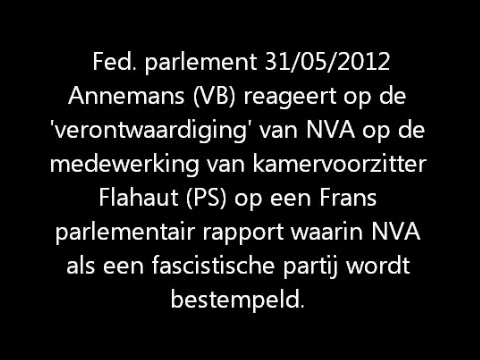 Fed. parlement 31/05/2012
Annemans (VB) reageert op de
'verontwaardiging' van NVA op de
medewerking van kamervoorzitter
Flahaut (PS) op een Frans
parlementair rapport waarin NVA
als een fascistische partij wordt
bestempeld.